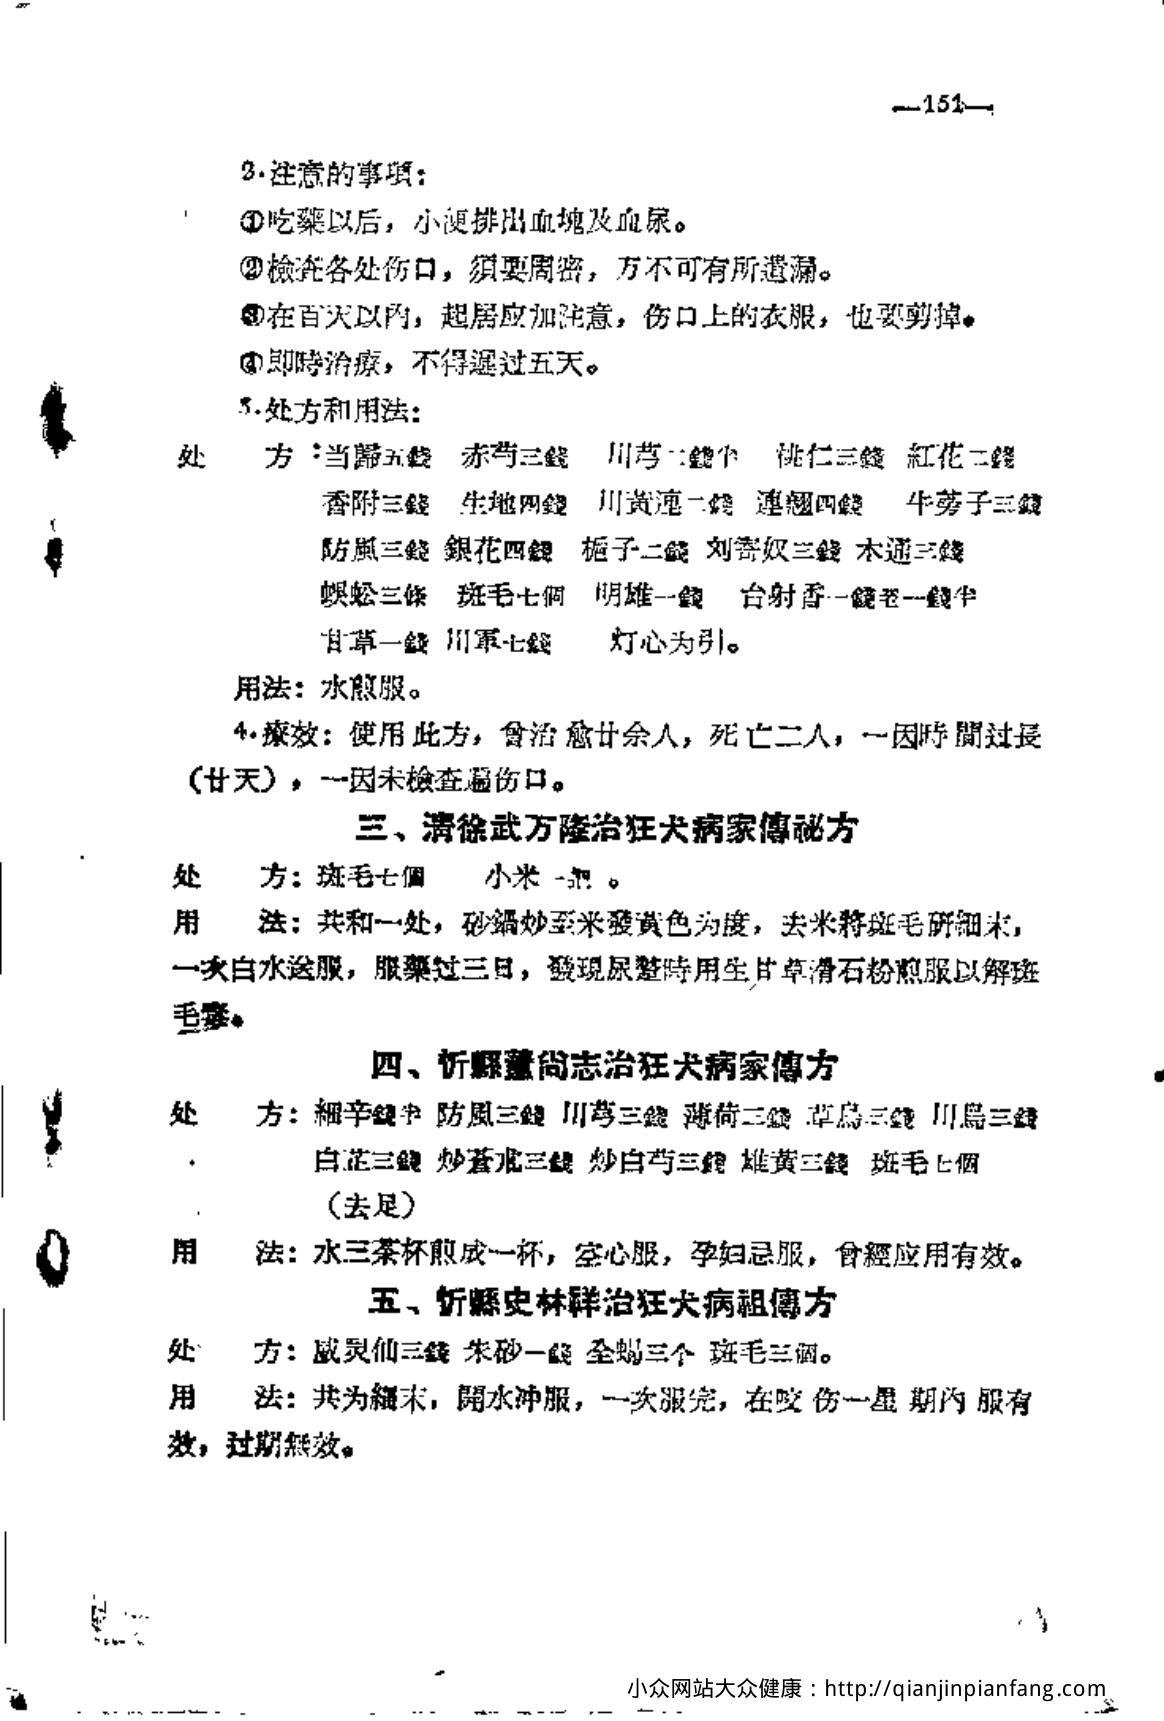 —151—
2.注意的事項：
①吃藥以后，小便排出血塊及血尿。
②檢查各处伤口，須要周密，万不可有所遺漏。
③在百天以內，起居应加注意，伤口上的衣服，也要剪掉。
④即時治療，不得遲过五天。
3.处方和用法：
处　方：当歸五錢　赤芍三錢　川芎二錢半　桃仁三錢　紅花二錢
香附三錢　生地四錢　川黃連二錢　連翹四錢　牛蒡子三錢
防風三錢　銀花四錢　梔子二錢　刘寄奴三錢　木通三錢
蜈蚣三條　斑毛七個　明雄一錢　台射香一錢至一錢半
甘草一錢　川軍七錢　灯心为引。
用法：水煎服。
4.療效：使用此方，曾治愈廿余人，死亡二人，一因時間过長
（廿天），一因未檢查遍伤口。
三、清徐武万隆治狂犬病家傳祕方
处　方：斑毛七個　小米一 。
用　法：共和一处，砂鍋炒至米發黃色为度，去米將斑毛研細末，
一次白水送服，服藥过三日，發現尿蹩時用生甘草滑石粉煎服以解斑
毛毒。
四、忻縣董尙志治狂犬病家傳方
处　方：細辛錢半　防風三錢　川芎三錢　薄荷三錢　草烏三錢　川烏三錢
白芷三錢　炒蒼朮三錢　炒白芍三錢　雄黃三錢　斑毛七個
（去足）
用　法：水三茶杯煎成一杯，空心服，孕妇忌服，曾經应用有效。
五、忻縣史林祥治狂犬病祖傳方
处　方：威灵仙三錢　朱砂一錢　全蝎三个　斑毛三個。
用　法：共为細末，開水冲服，一次服完，在咬伤一星期內服有
效，过期無效。
小众网站大众健康：http://qianjinpianfang.com